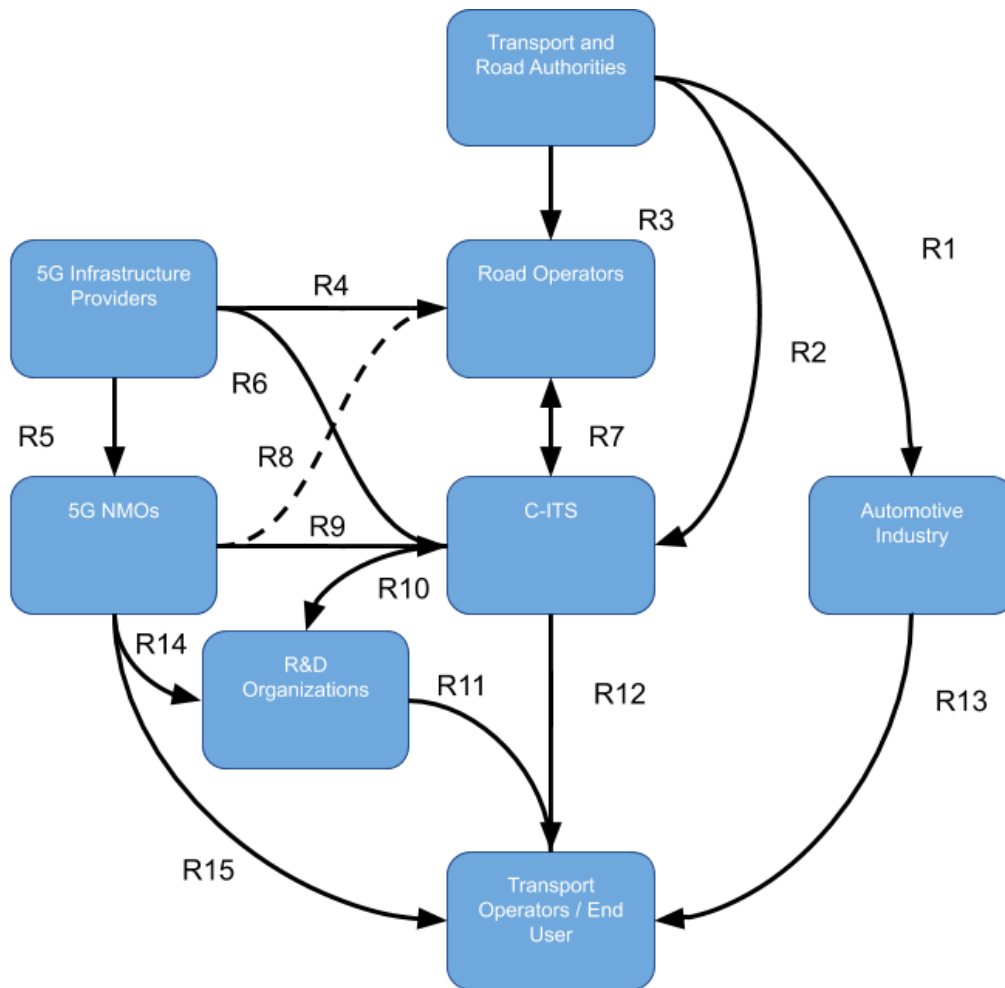 Transport and
Road Authorities
R3
R1
5G Infrastructure
Providers
R4
Road Operators
R2
R6
R5
R8
R7
5G NMOs
R9
C-ITS
Automotive
Industry
R10
R14
R&D
Organizations
R11
R12
R13
R15
Transport
Operators / End
User